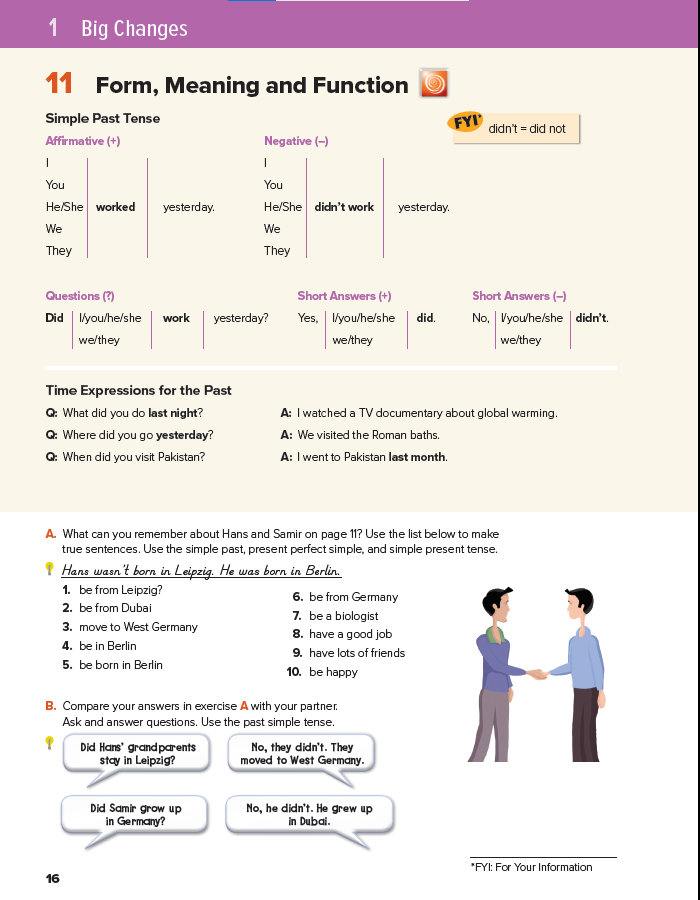 1 Big Changes
11 Form, Meaning and Function
Simple Past Tense
FYI* didn't = did not
Affirmative (+)
I
You
He/She worked yesterday.
We
They
Negative (–)
I
You
He/She didn't work yesterday.
We
They
Questions (?)
Did I/you/he/she work yesterday?
we/they
Short Answers (+)
Yes, I/you/he/she did.
we/they
Short Answers (–)
No, I/you/he/she didn't.
we/they
Time Expressions for the Past
Q: What did you do last night? A: I watched a TV documentary about global warming.
Q: Where did you go yesterday? A: We visited the Roman baths.
Q: When did you visit Pakistan? A: I went to Pakistan last month.
A. What can you remember about Hans and Samir on page 11? Use the list below to make
true sentences. Use the simple past, present perfect simple, and simple present tense.
Hans wasn't born in Leipzig. He was born in Berlin.
1. be from Leipzig?
2. be from Dubai
3. move to West Germany
4. be in Berlin
5. be born in Berlin
6. be from Germany
7. be a biologist
8. have a good job
9. have lots of friends
10. be happy
B. Compare your answers in exercise A with your partner.
Ask and answer questions. Use the past simple tense.
Did Hans' grandparents
stay in Leipzig?
No, they didn't. They
moved to West Germany.
Did Samir grow up
in Germany?
No, he didn't. He grew up
in Dubai.
*FYI: For Your Information
16